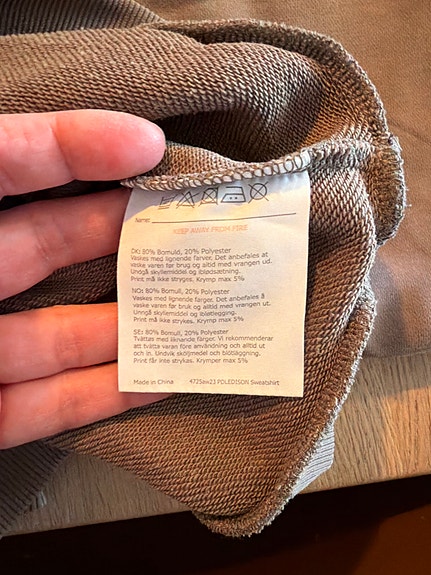 Name:
KEEP AWAY FROM FIRE
DK: 80% Bomuld, 20% Polyester
Vaskes med lignende farver. Det anbefales at
vaske varen før brug og altid med vrangen ud.
Undgå skyllemiddel og iblødsætning.
Print må ikke stryges. Krymp max 5%
NO: 80% Bomull, 20% Polyester
Vaskes med lignende farger. Det anbefales å
vaske varen før bruk og alltid med vrangen ut.
Unngå skyllemiddel og bløtlegging.
Print må ikke strykes. Krymp max 5%
SE: 80% Bomull, 20% Polyester
Tvättas med liknande färger. Vi rekommenderar
att tvätta varan före användning och alltid ut
och in. Undvik sköljmedel och blötläggning.
Print får inte strykas. Krymper max 5%
Made in China 4725aix23 POLEDISON Sweatshirt